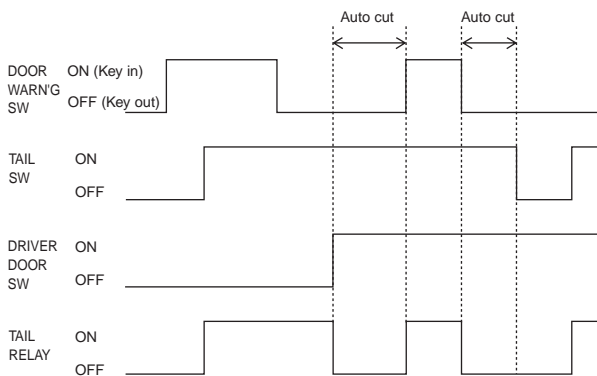 Auto cut
Auto cut
DOOR
WARN'G
SW
ON (Key in)
OFF (Key out)
TAIL
SW
ON
OFF
DRIVER
DOOR
SW
ON
OFF
TAIL
RELAY
ON
OFF